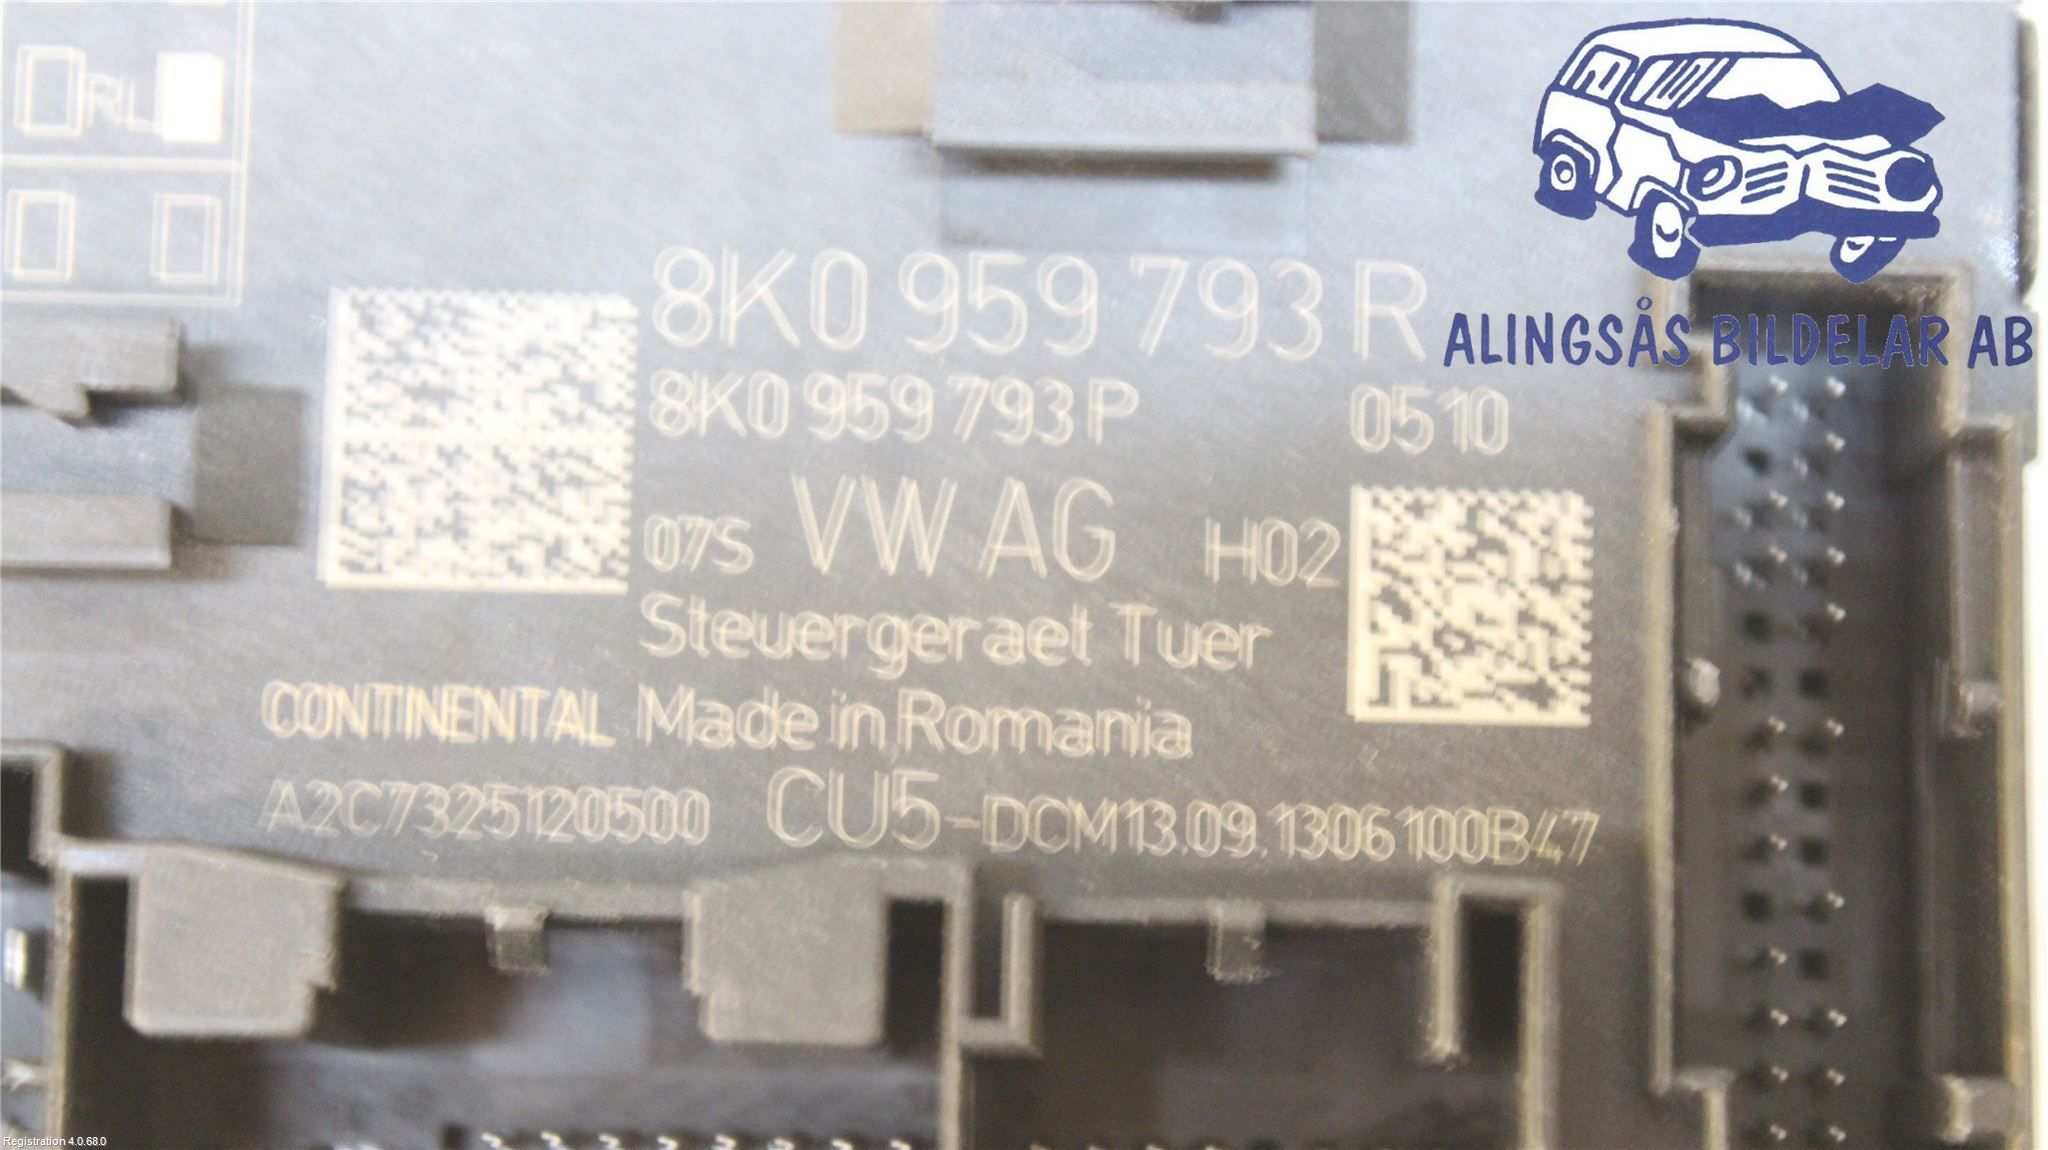 RL
8K0 959 793 R
8K0 959 793 P 0510
07S VW AG H02
Steuergeraet Tuer
CONTINENTAL Made in Romania
A2C7325120500 CU5-DCM13.09.1306100B47
ALINGSÅS BILDELAR AB
Registration 4.0.68.0